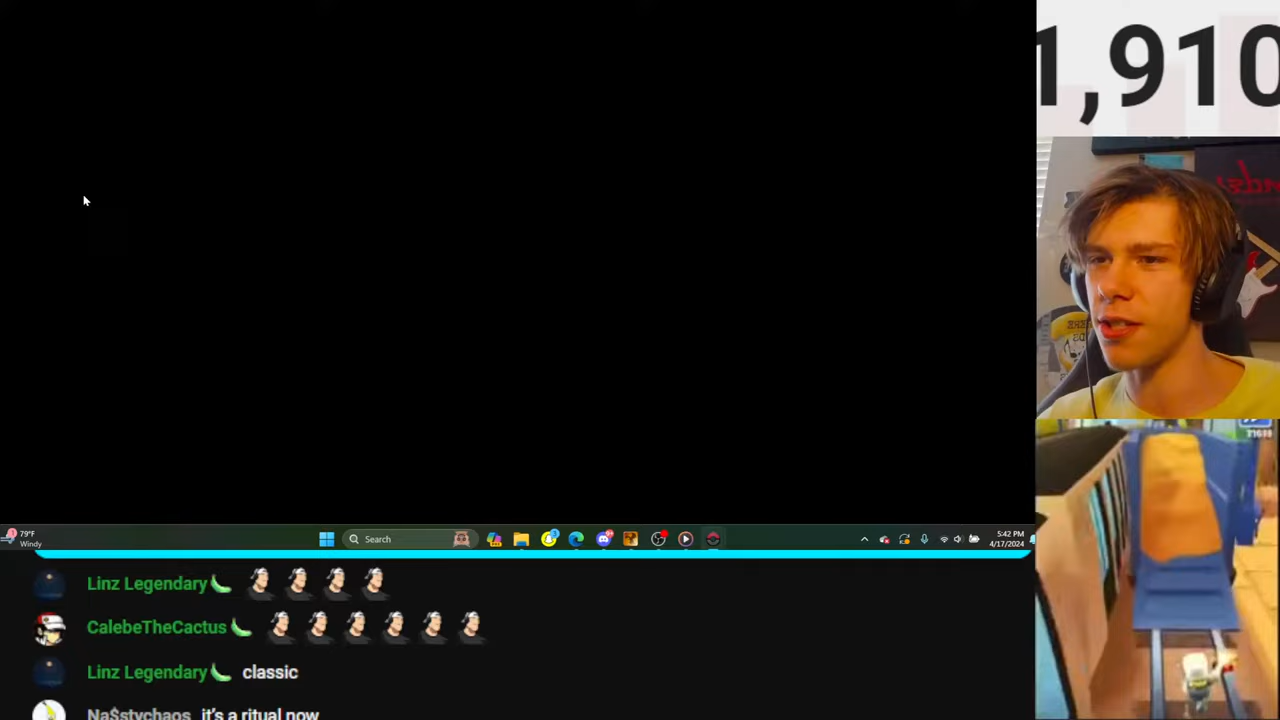 1,910
79°F
Windy
Search
5:42 PM
4/17/2024
Linz Legendary
CalebeTheCactus
Linz Legendary classic
Na$stychaos it's a ritual now